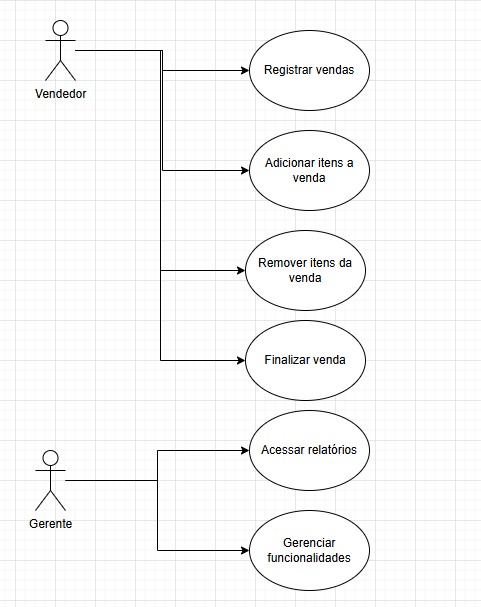 Vendedor
Registrar vendas
Adicionar itens a
venda
Remover itens da
venda
Finalizar venda
Gerente
Acessar relatórios
Gerenciar
funcionalidades